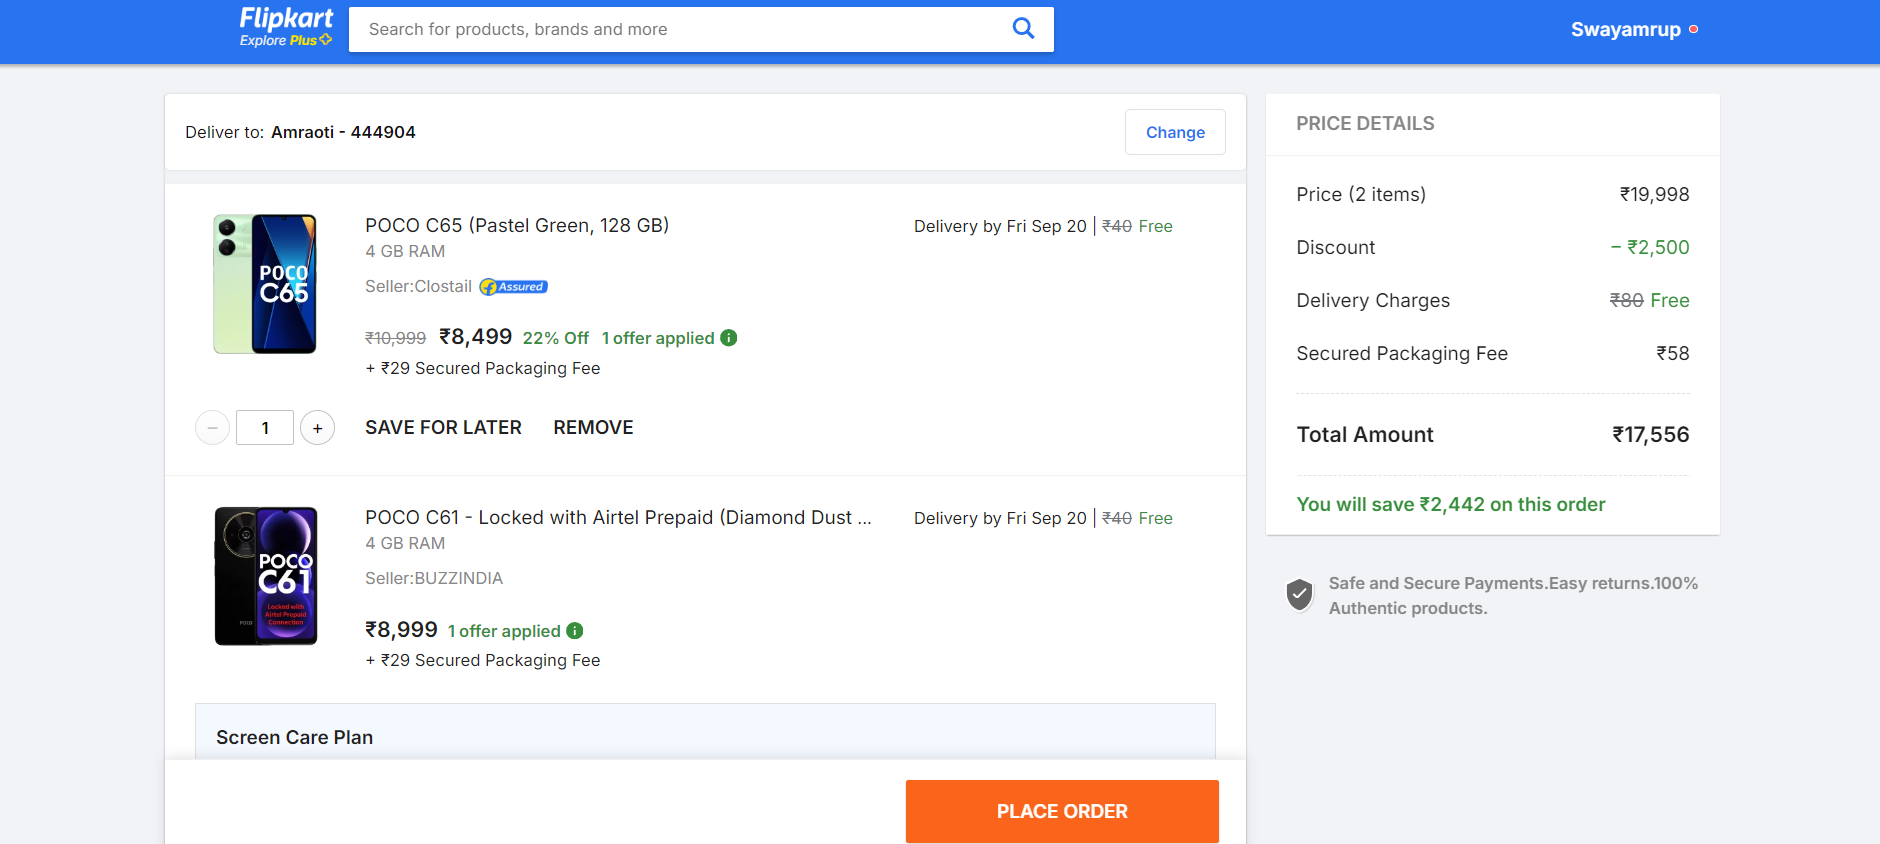 Flipkart
Explore Plus
Search for products, brands and more
Swayamrup
Deliver to: Amraoti - 444904
Change
POCO C65 (Pastel Green, 128 GB)
4 GB RAM
Seller:Clostail Assured
₹10,999 ₹8,499 22% Off 1 offer applied
+ ₹29 Secured Packaging Fee
Delivery by Fri Sep 20 | ₹40 Free
POCO
C65
− 1 +
SAVE FOR LATER REMOVE
POCO C61 - Locked with Airtel Prepaid (Diamond Dust ...
4 GB RAM
Seller:BUZZINDIA
₹8,999 1 offer applied
+ ₹29 Secured Packaging Fee
Delivery by Fri Sep 20 | ₹40 Free
POCO
C61
Locked with
Airtel Prepaid
Connection
POCO
Screen Care Plan
PLACE ORDER
PRICE DETAILS
Price (2 items) ₹19,998
Discount − ₹2,500
Delivery Charges ₹80 Free
Secured Packaging Fee ₹58
Total Amount ₹17,556
You will save ₹2,442 on this order
Safe and Secure Payments.Easy returns.100%
Authentic products.